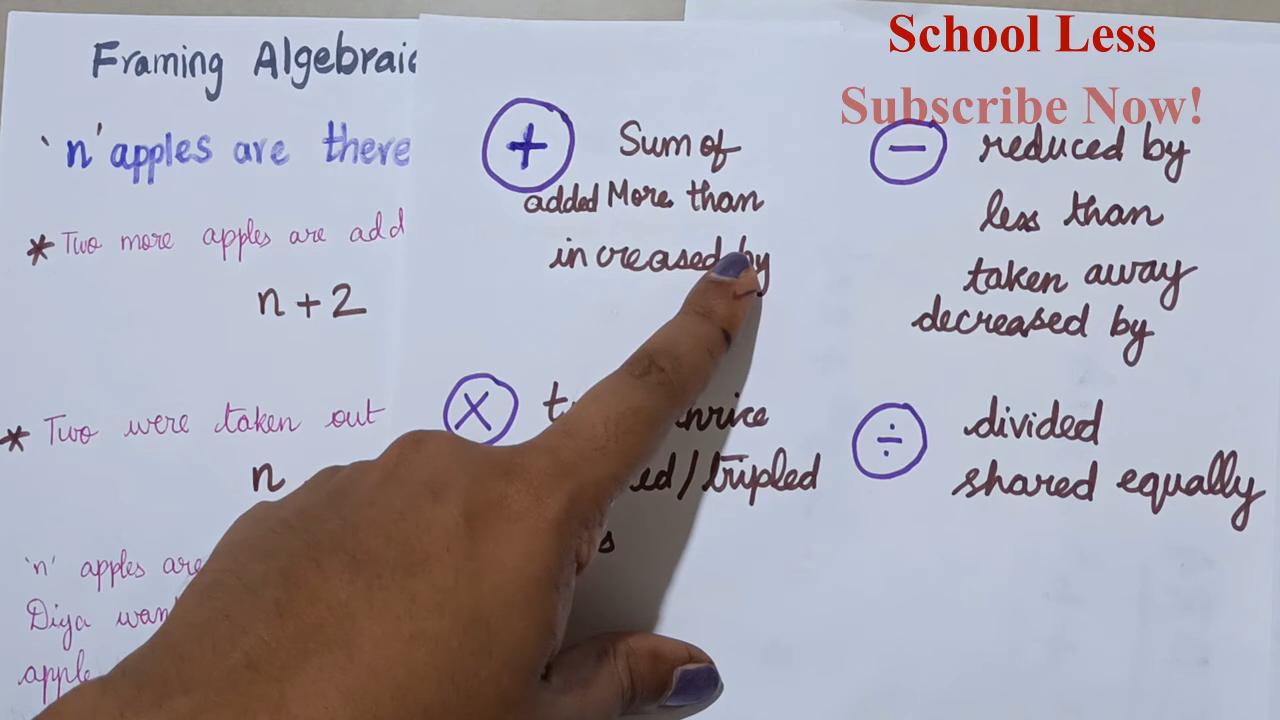 School Less
Subscribe Now!
Framing Algebraic
'n' apples are there
* Two more apples are add
n + 2
* Two were taken out
n
'n' apples are
Diya wan
apple
+ Sum of
added More than
increased by
− reduced by
less than
taken away
decreased by
×
/tripled
÷ divided
shared equally